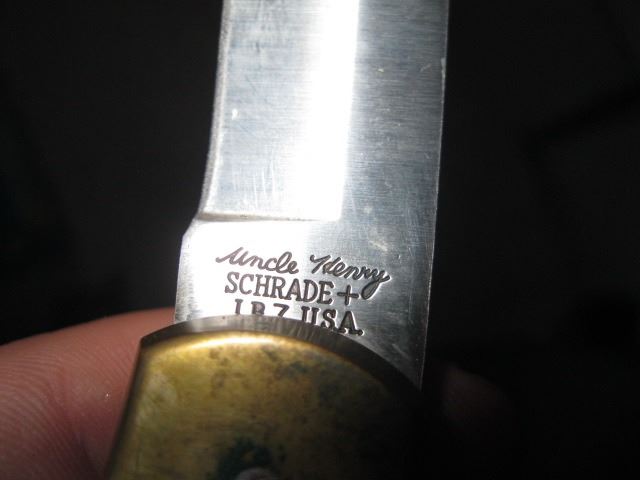 Uncle Henry
SCHRADE+
LB7 USA.